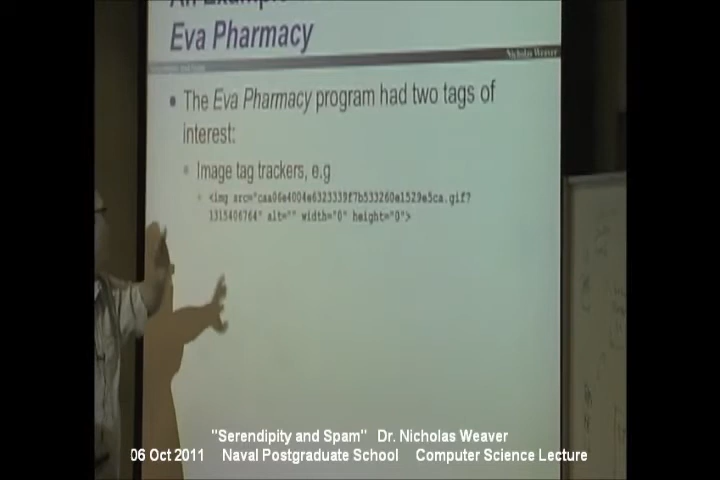 An Example
Eva Pharmacy
Nicholas Weaver
• The Eva Pharmacy program had two tags of
interest:
• Image tag trackers, e.g
• <img src="caa06e4004e6323339f7b533260e1529e5ca.gif?
1315406764" alt="" width="0" height="0">
"Serendipity and Spam" Dr. Nicholas Weaver
06 Oct 2011 Naval Postgraduate School Computer Science Lecture